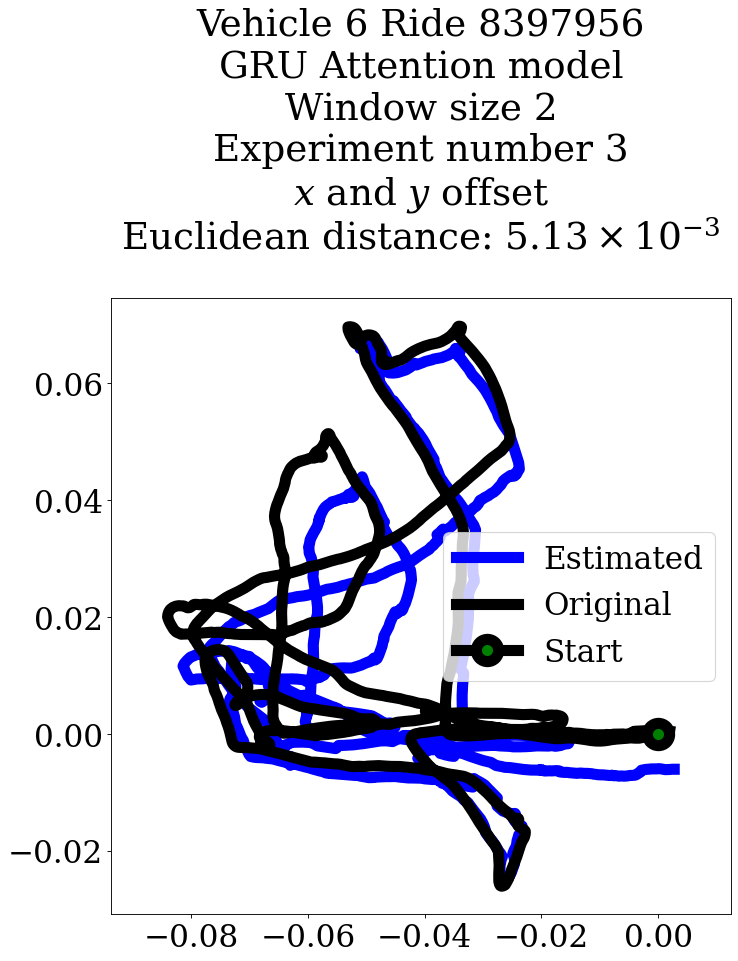 Vehicle 6 Ride 8397956
GRU Attention model
Window size 2
Experiment number 3
x and y offset
Euclidean distance: 5.13 × 10⁻³
0.06
0.04
0.02
0.00
−0.02
Estimated
Original
Start
−0.08 −0.06 −0.04 −0.02 0.00